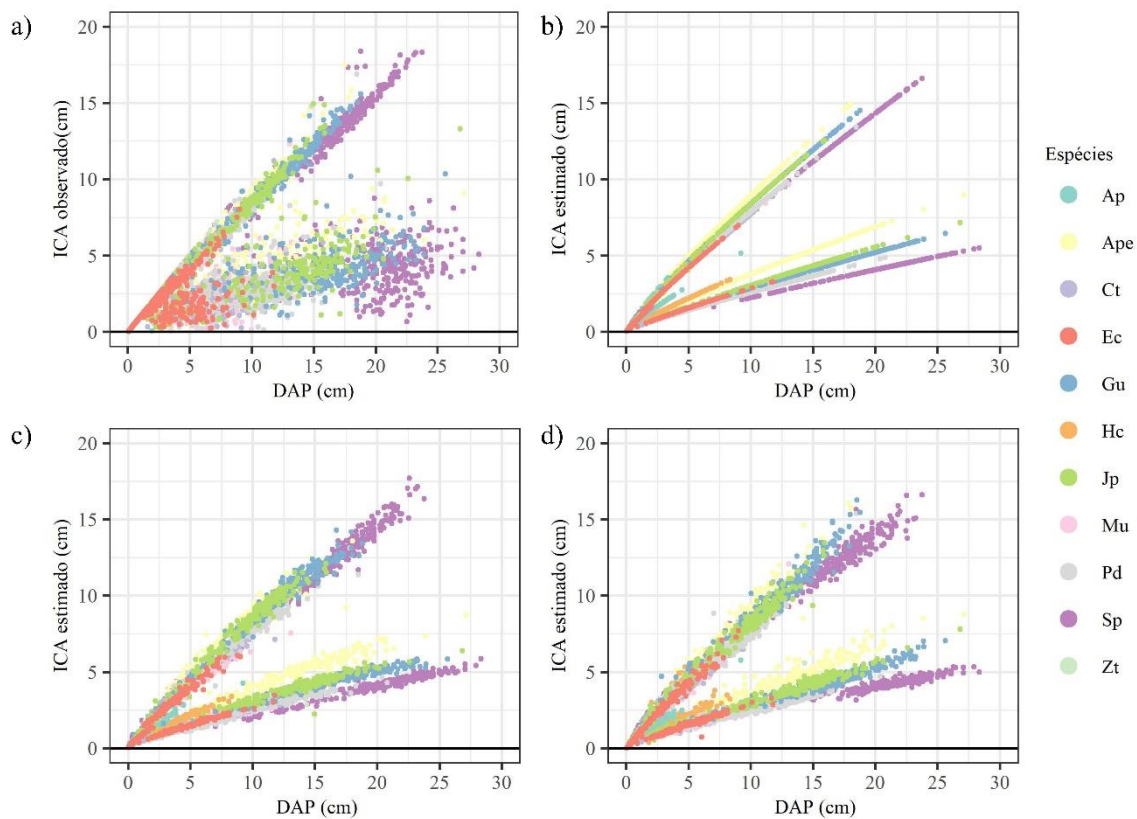 a)
20
15
10
5
0
ICA observado(cm)
0 5 10 15 20 25 30
DAP (cm)
b)
20
15
10
5
0
ICA estimado (cm)
0 5 10 15 20 25 30
DAP (cm)
c)
20
15
10
5
0
ICA estimado (cm)
0 5 10 15 20 25 30
DAP (cm)
d)
20
15
10
5
0
ICA estimado (cm)
0 5 10 15 20 25 30
DAP (cm)
Espécies
Ap
Ape
Ct
Ec
Gu
Hc
Jp
Mu
Pd
Sp
Zt